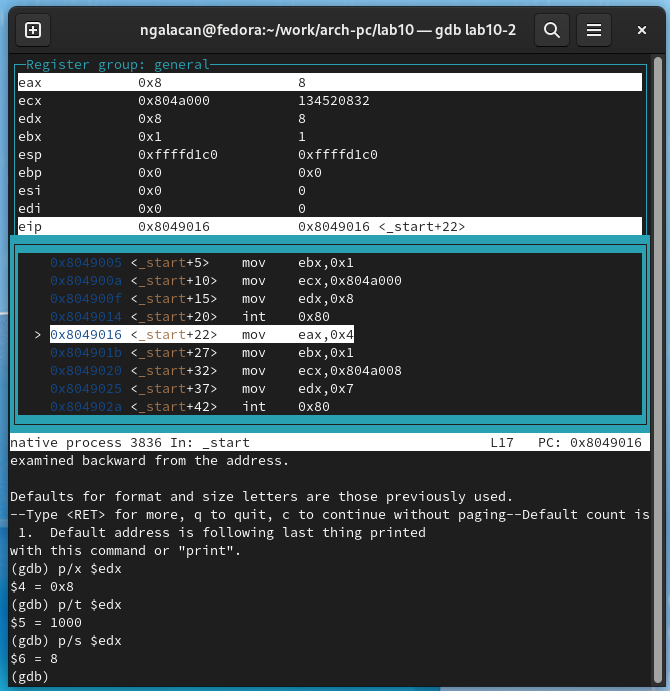 ngalacan@fedora:~/work/arch-pc/lab10 — gdb lab10-2
Register group: general
eax 0x8 8
ecx 0x804a000 134520832
edx 0x8 8
ebx 0x1 1
esp 0xffffd1c0 0xffffd1c0
ebp 0x0 0x0
esi 0x0 0
edi 0x0 0
eip 0x8049016 0x8049016 <_start+22>
0x8049005 <_start+5> mov ebx,0x1
0x804900a <_start+10> mov ecx,0x804a000
0x804900f <_start+15> mov edx,0x8
0x8049014 <_start+20> int 0x80
> 0x8049016 <_start+22> mov eax,0x4
0x804901b <_start+27> mov ebx,0x1
0x8049020 <_start+32> mov ecx,0x804a008
0x8049025 <_start+37> mov edx,0x7
0x804902a <_start+42> int 0x80
native process 3836 In: _start L17 PC: 0x8049016
examined backward from the address.
Defaults for format and size letters are those previously used.
--Type <RET> for more, q to quit, c to continue without paging--Default count is
1. Default address is following last thing printed
with this command or "print".
(gdb) p/x $edx
$4 = 0x8
(gdb) p/t $edx
$5 = 1000
(gdb) p/s $edx
$6 = 8
(gdb)